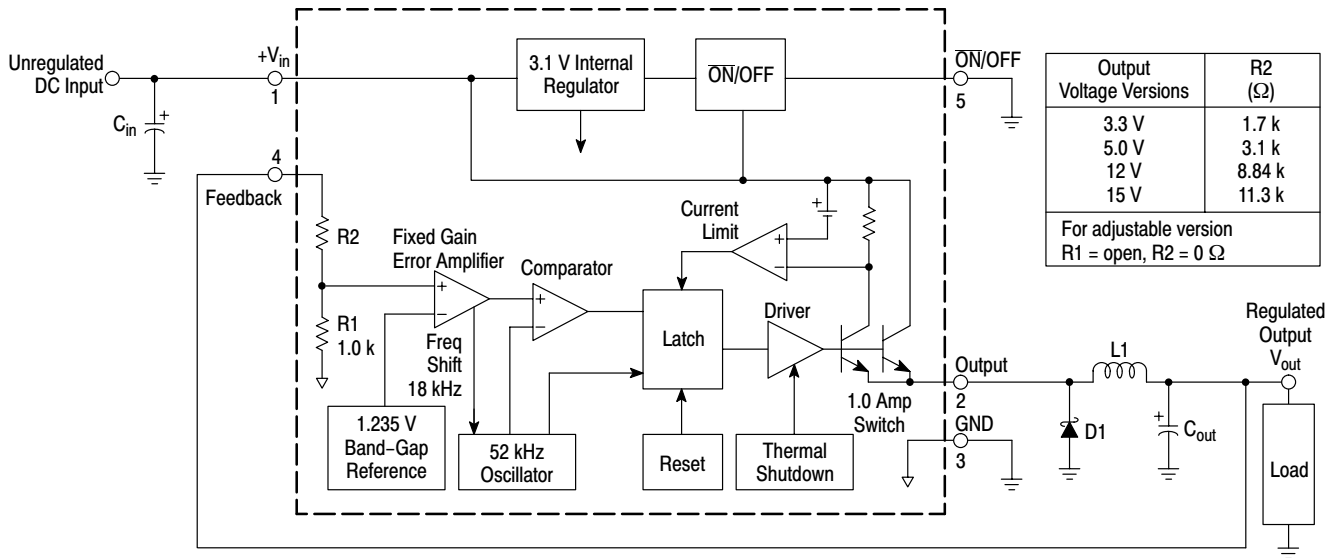 Unregulated
DC Input
+Vin
1
Cin
+
4
Feedback
3.1 V Internal
Regulator
ON/OFF
ON/OFF
5
Output
Voltage Versions
R2
(Ω)
3.3 V
1.7 k
5.0 V
3.1 k
12 V
8.84 k
15 V
11.3 k
For adjustable version
R1 = open, R2 = 0 Ω
R2
R1
1.0 k
Fixed Gain
Error Amplifier
+
−
Freq
Shift
18 kHz
Comparator
+
−
Current
Limit
+
−
+
Latch
Driver
1.235 V
Band−Gap
Reference
52 kHz
Oscillator
Reset
Thermal
Shutdown
1.0 Amp
Switch
Output
2
GND
3
L1
D1
+
Cout
Regulated
Output
Vout
Load